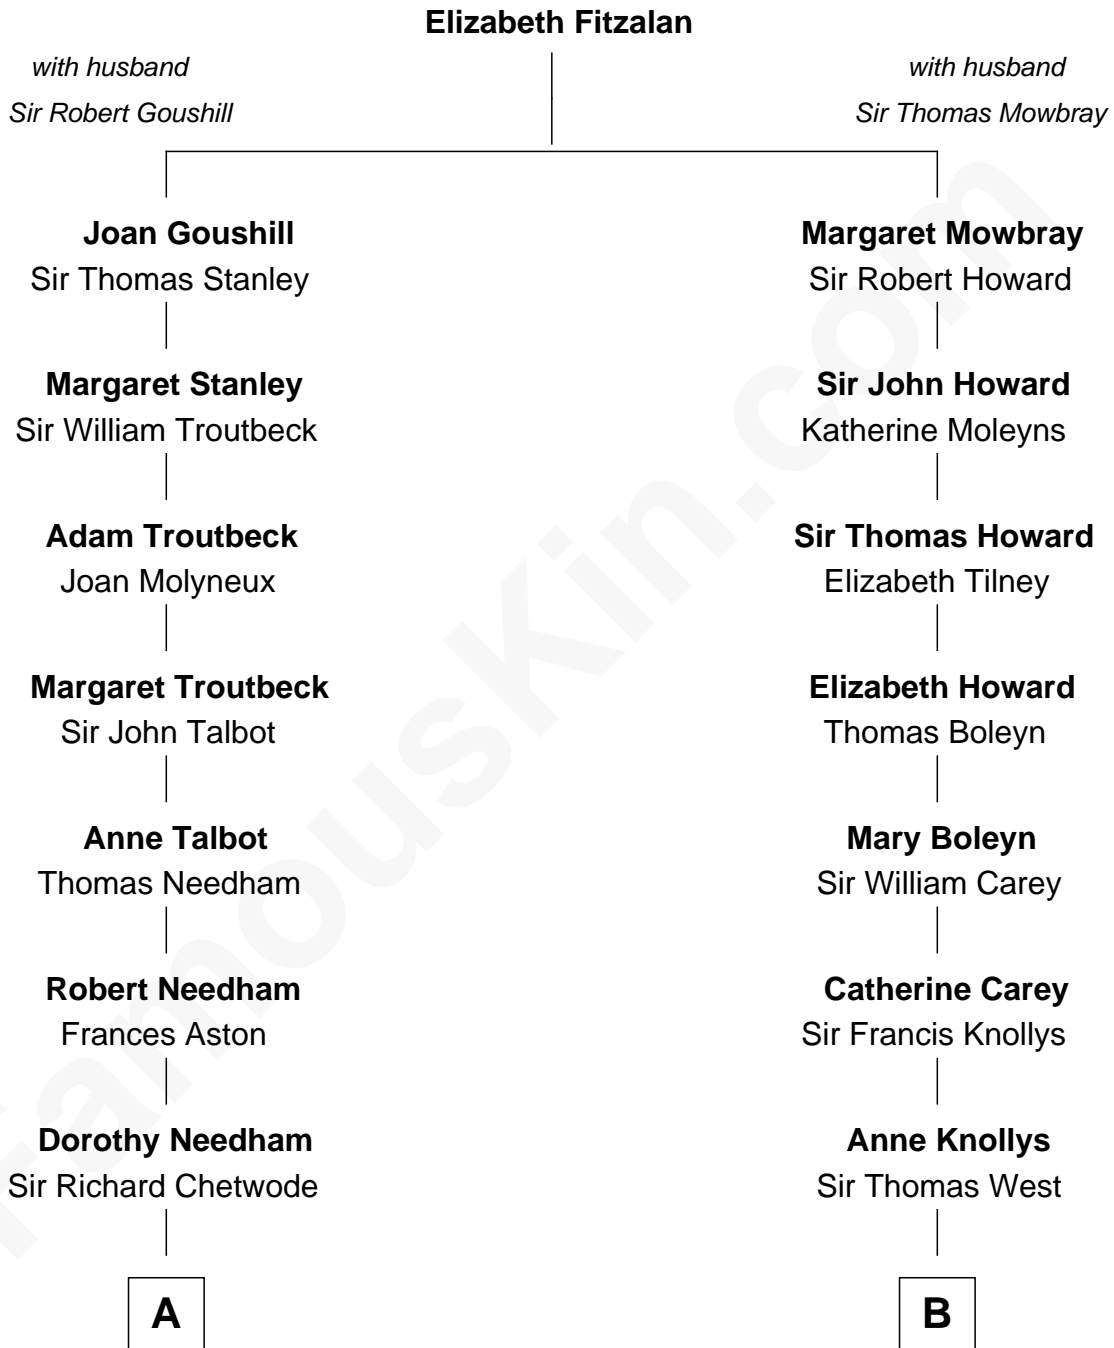 Elizabeth Fitzalan
with husband
Sir Robert Goushill
with husband
Sir Thomas Mowbray
Joan Goushill
Sir Thomas Stanley
Margaret Mowbray
Sir Robert Howard
Margaret Stanley
Sir William Troutbeck
Sir John Howard
Katherine Moleyns
Adam Troutbeck
Joan Molyneux
Sir Thomas Howard
Elizabeth Tilney
Margaret Troutbeck
Sir John Talbot
Elizabeth Howard
Thomas Boleyn
Anne Talbot
Thomas Needham
Mary Boleyn
Sir William Carey
Robert Needham
Frances Aston
Catherine Carey
Sir Francis Knollys
Dorothy Needham
Sir Richard Chetwode
Anne Knollys
Sir Thomas West
A
B
FamousKin.com